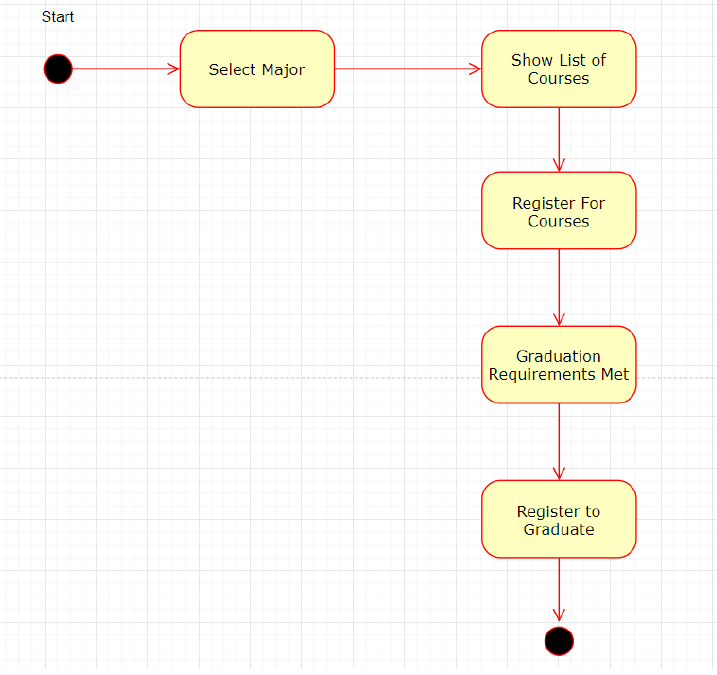 Start
Select Major
Show List of
Courses
Register For
Courses
Graduation
Requirements Met
Register to
Graduate